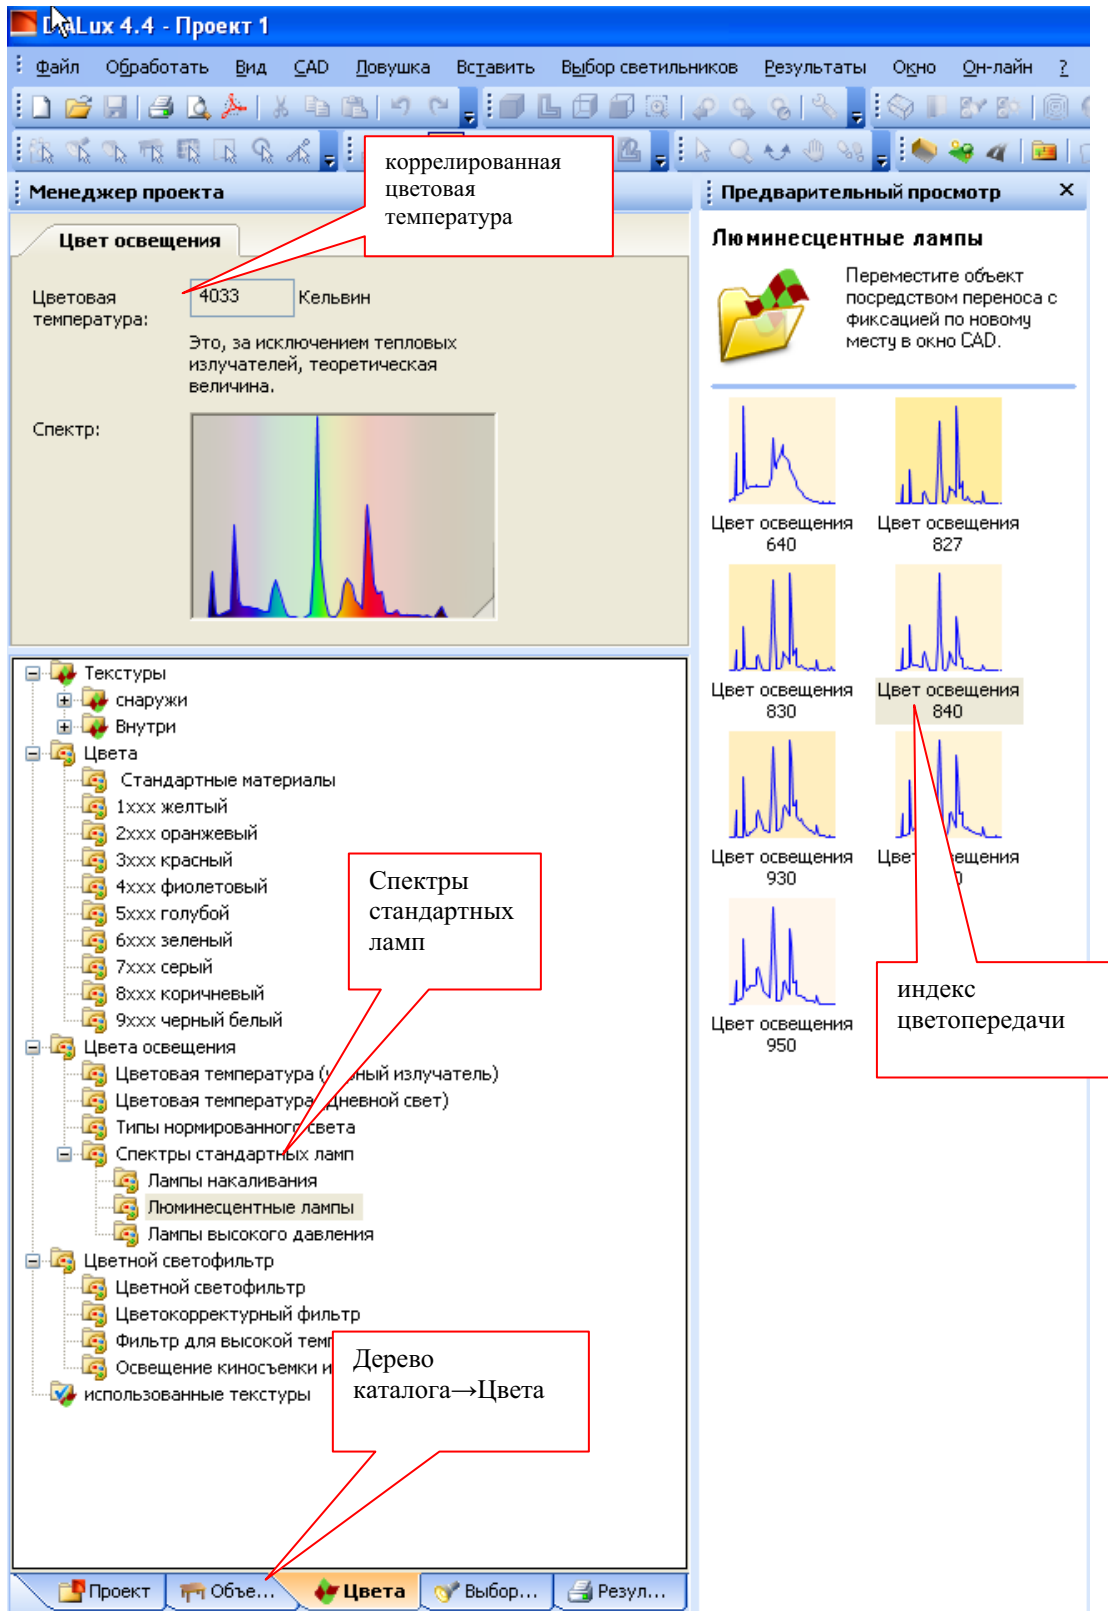 DIALux 4.4 - Проект 1
Файл Обработать Вид CAD Ловушка Вставить Выбор светильников Результаты Окно Он-лайн ?
Менеджер проекта
коррелированная
цветовая
температура
Цвет освещения
Цветовая
температура:
4033 Кельвин
Это, за исключением тепловых
излучателей, теоретическая
величина.
Спектр:
Текстуры
снаружи
Внутри
Цвета
Стандартные материалы
1xxx желтый
2xxx оранжевый
3xxx красный
4xxx фиолетовый
5xxx голубой
6xxx зеленый
7xxx серый
8xxx коричневый
9xxx черный белый
Цвета освещения
Цветовая температура (черный излучатель)
Цветовая температура (Дневной свет)
Типы нормированного света
Спектры стандартных ламп
Лампы накаливания
Люминесцентные лампы
Лампы высокого давления
Цветной светофильтр
Цветной светофильтр
Цветокорректурный фильтр
Фильтр для высокой
Освещение киносъемки и
использованные текстуры
Спектры
стандартных
ламп
Дерево
каталога→Цвета
Проект Объе... Цвета Выбор... Резул...
Предварительный просмотр ×
Люминесцентные лампы
Переместите объект
посредством переноса с
фиксацией по новому
месту в окно CAD.
Цвет освещения
640
Цвет освещения
827
Цвет освещения
830
Цвет освещения
840
Цвет освещения
930
Цвет освещения
Цвет освещения
950
индекс
цветопередачи